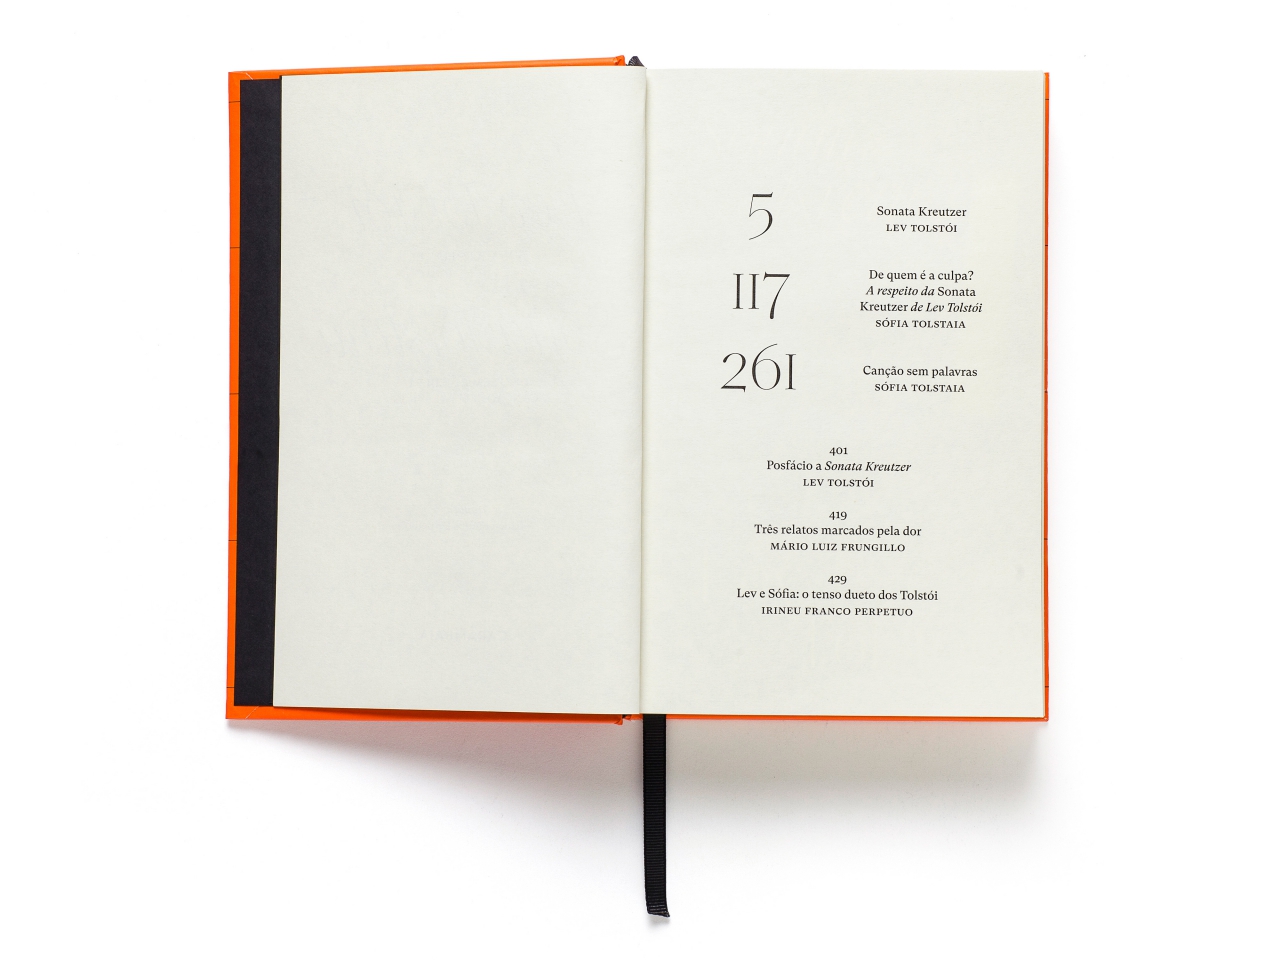 5
Sonata Kreutzer
LEV TOLSTÓI
117
De quem é a culpa?
A respeito da Sonata
Kreutzer de Lev Tolstói
SÓFIA TOLSTAIA
261
Canção sem palavras
SÓFIA TOLSTAIA
401
Posfácio a Sonata Kreutzer
LEV TOLSTÓI
419
Três relatos marcados pela dor
MÁRIO LUIZ FRUNGILLO
429
Lev e Sófia: o tenso dueto dos Tolstói
IRINEU FRANCO PERPETUO